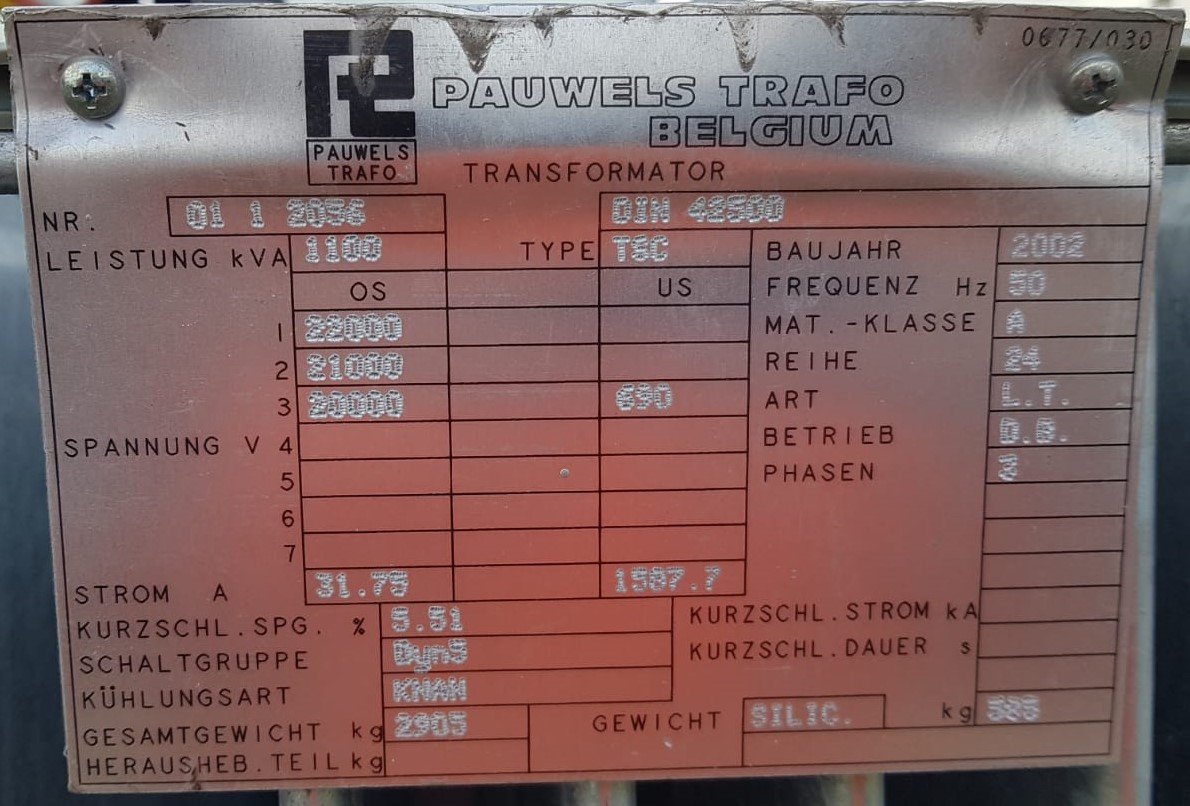 0677/030
PAUWELS TRAFO
BELGIUM
PAUWELS
TRAFO
TRANSFORMATOR
NR. 01 1 2056 DIN 42500
LEISTUNG kVA 1100 TYPE TSC BAUJAHR 2002
OS US FREQUENZ Hz 50
1 22000 MAT.-KLASSE A
2 21000 REIHE 24
3 20000 690 ART L.T.
SPANNUNG V 4 BETRIEB D.B.
5 PHASEN 3
6
7
STROM A 31.75 1587.7
KURZSCHL.SPG. % 5.51 KURZSCHL.STROM kA
SCHALTGRUPPE Dyn5 KURZSCHL.DAUER s
KÜHLUNGSART KNAN
GESAMTGEWICHT kg 2905 GEWICHT SILIC. kg
HERAUSHEB.TEIL kg